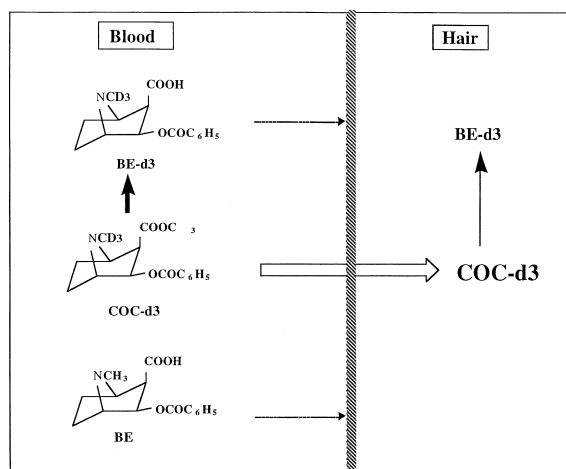 Blood
Hair
COOH
NCD3
OCOC6H5
BE-d3
BE-d3
COOC 3
NCD3
OCOC6H5
COC-d3
COC-d3
COOH
NCH3
OCOC6H5
BE